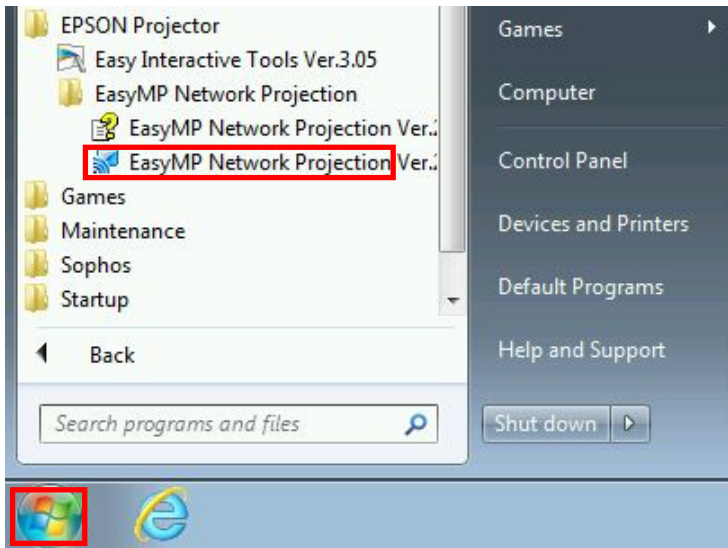 EPSON Projector
Easy Interactive Tools Ver.3.05
EasyMP Network Projection
EasyMP Network Projection Ver.2
EasyMP Network Projection Ver.2
Games
Maintenance
Sophos
Startup
Back
Search programs and files
Games
Computer
Control Panel
Devices and Printers
Default Programs
Help and Support
Shut down